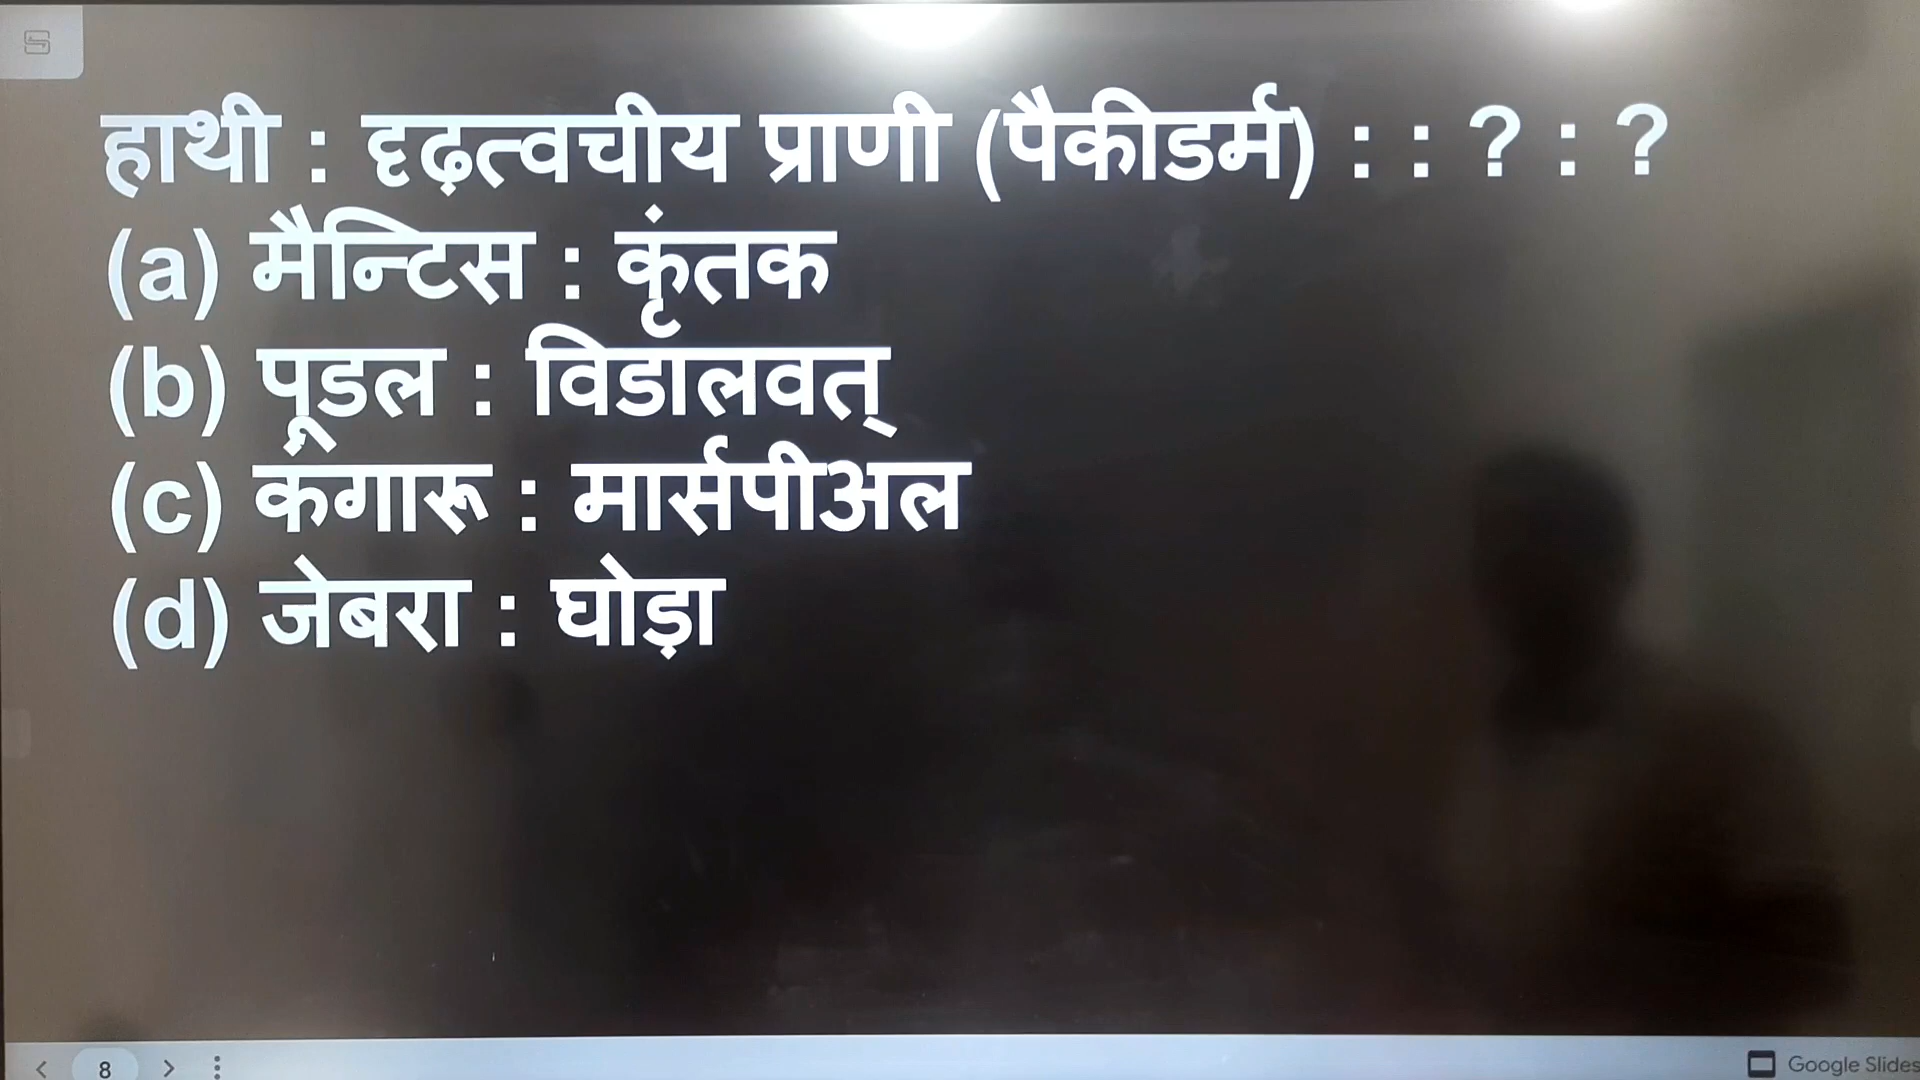 हाथी : दृढ़त्वचीय प्राणी (पैकीडर्म) : : ? : ?
(a) मैन्टिस : कृंतक
(b) पूडल : विडालवत्
(c) कंगारू : मार्सपीअल
(d) जेबरा : घोड़ा
8
Google Slides